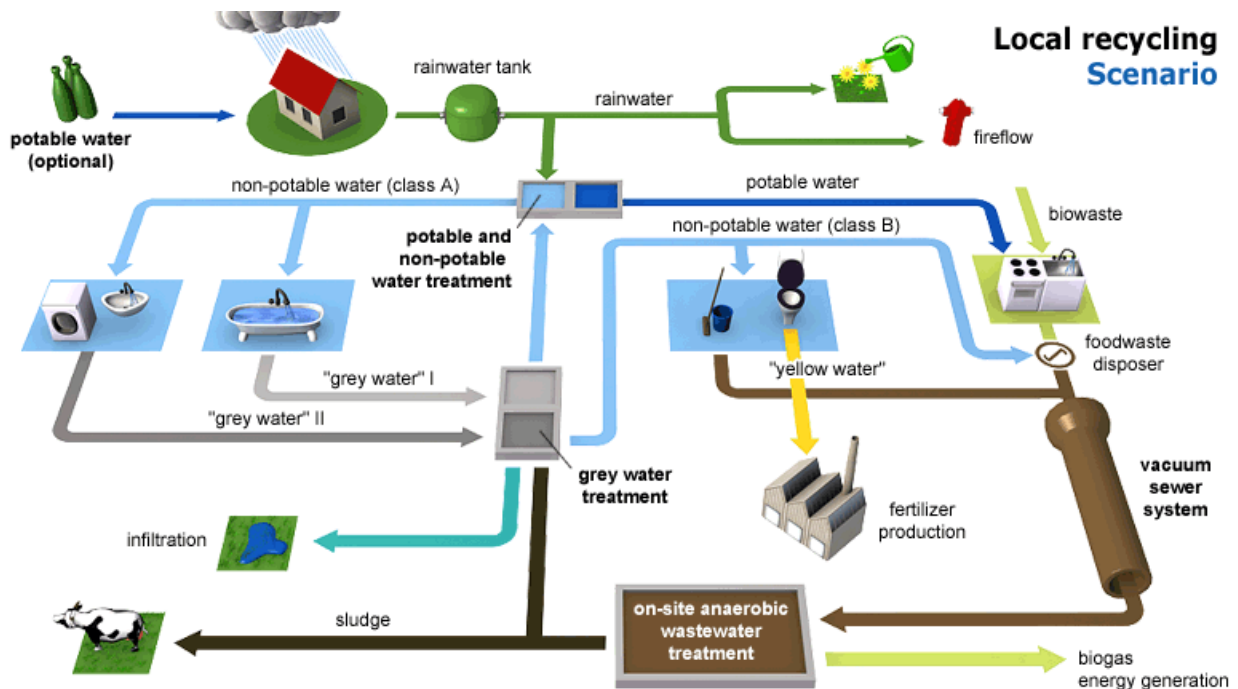 Local recycling
Scenario
rainwater tank
rainwater
potable water
(optional)
fireflow
non-potable water (class A)
potable water
biowaste
non-potable water (class B)
potable and
non-potable
water treatment
foodwaste
disposer
"grey water" I
"yellow water"
"grey water" II
grey water
treatment
vacuum
sewer
system
fertilizer
production
infiltration
on-site anaerobic
wastewater
treatment
sludge
biogas
energy generation